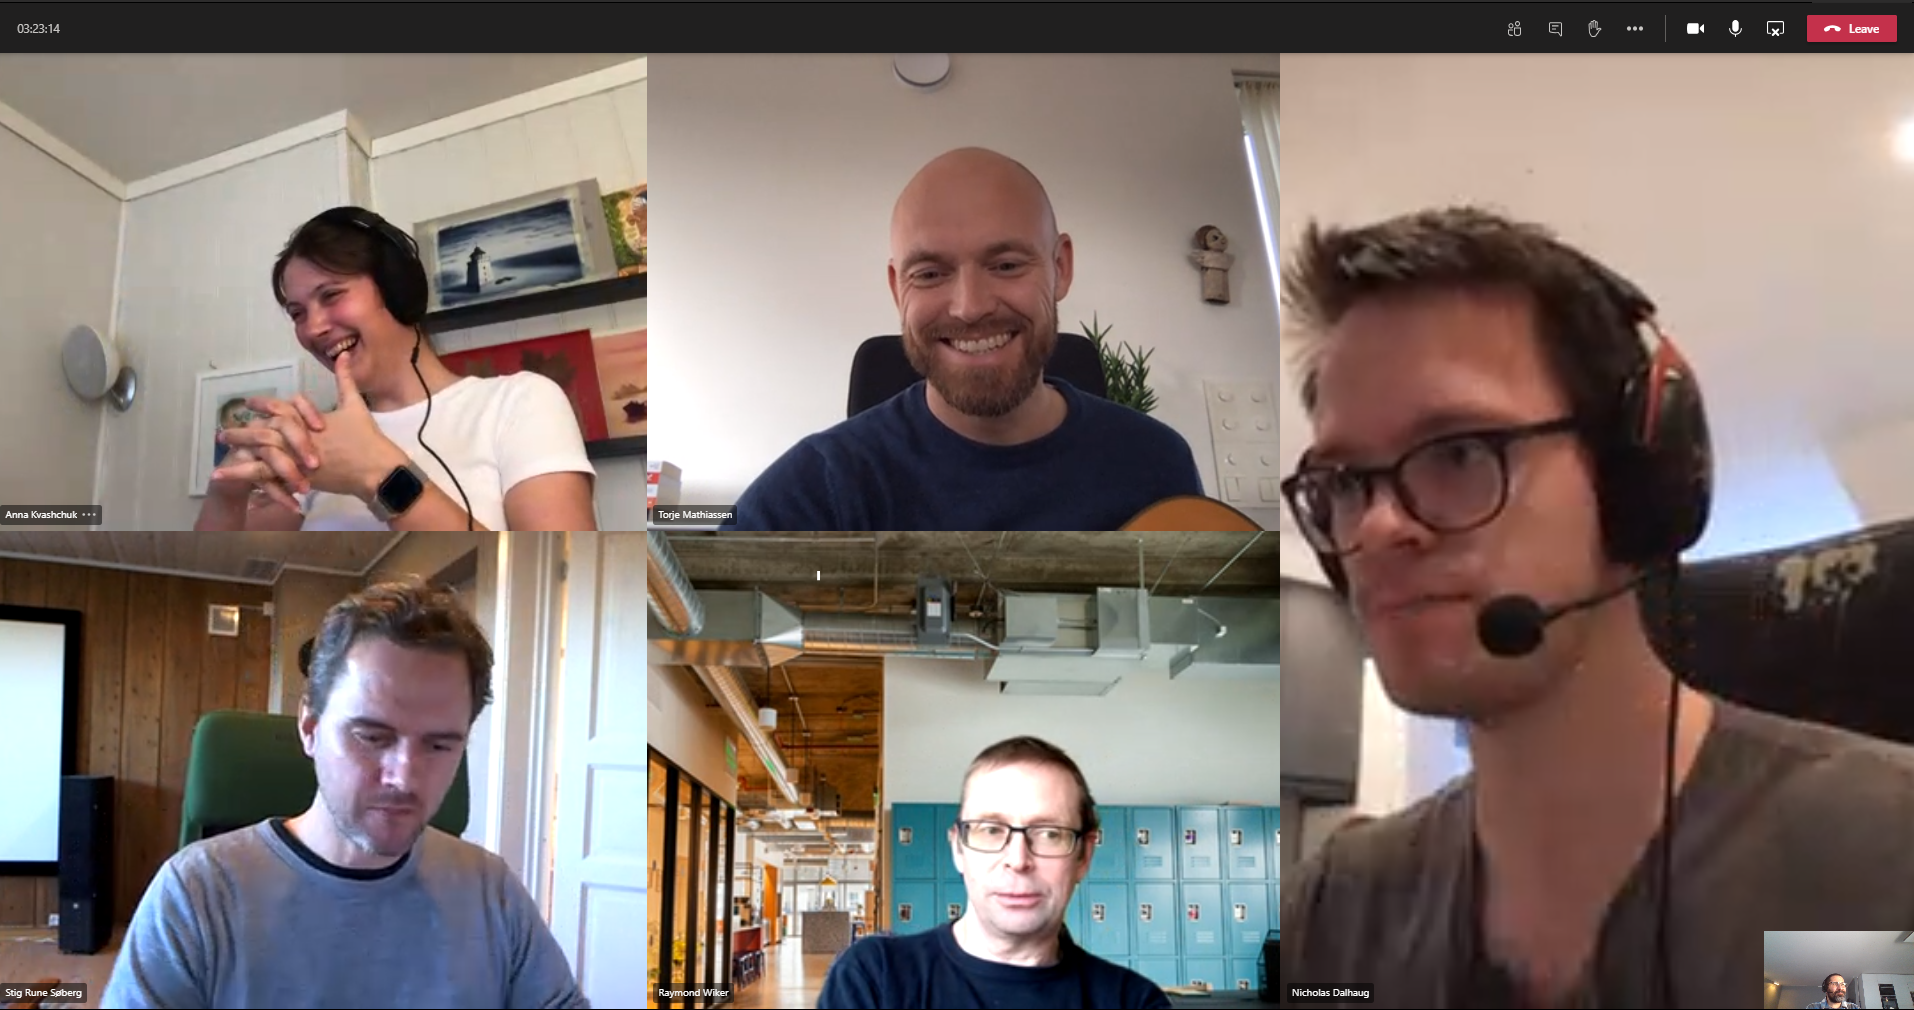 03:23:14
Leave
Anna Kvashchuk
Torje Mathiassen
Stig Rune Søberg
Raymond Wiker
Nicholas Dalhaug